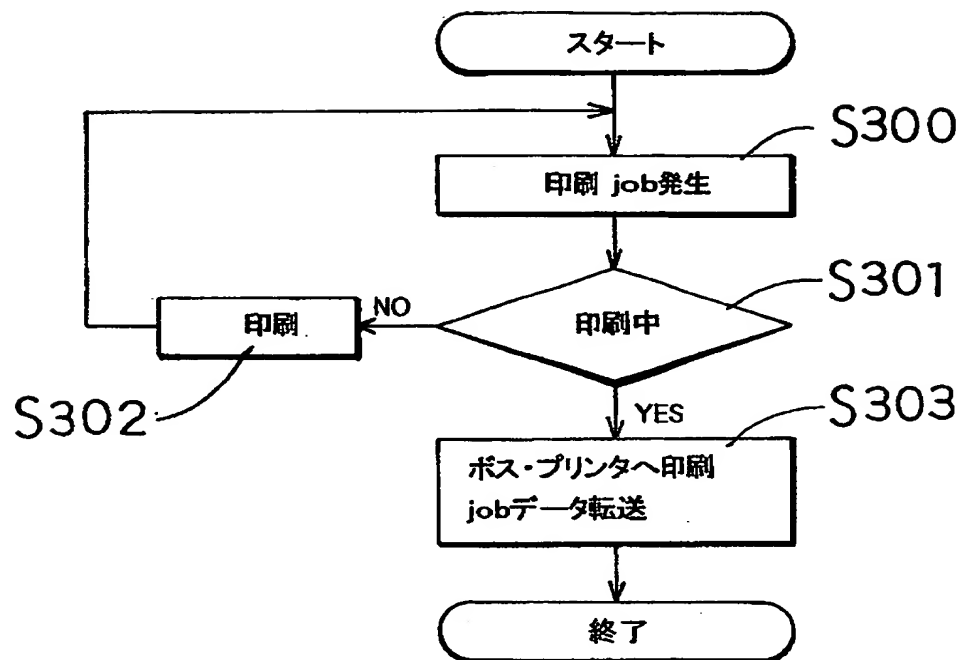 スタート
S300
印刷 job発生
S301
印刷中
NO
印刷
S302
YES
S303
ボス・プリンタへ印刷
jobデータ転送
終了